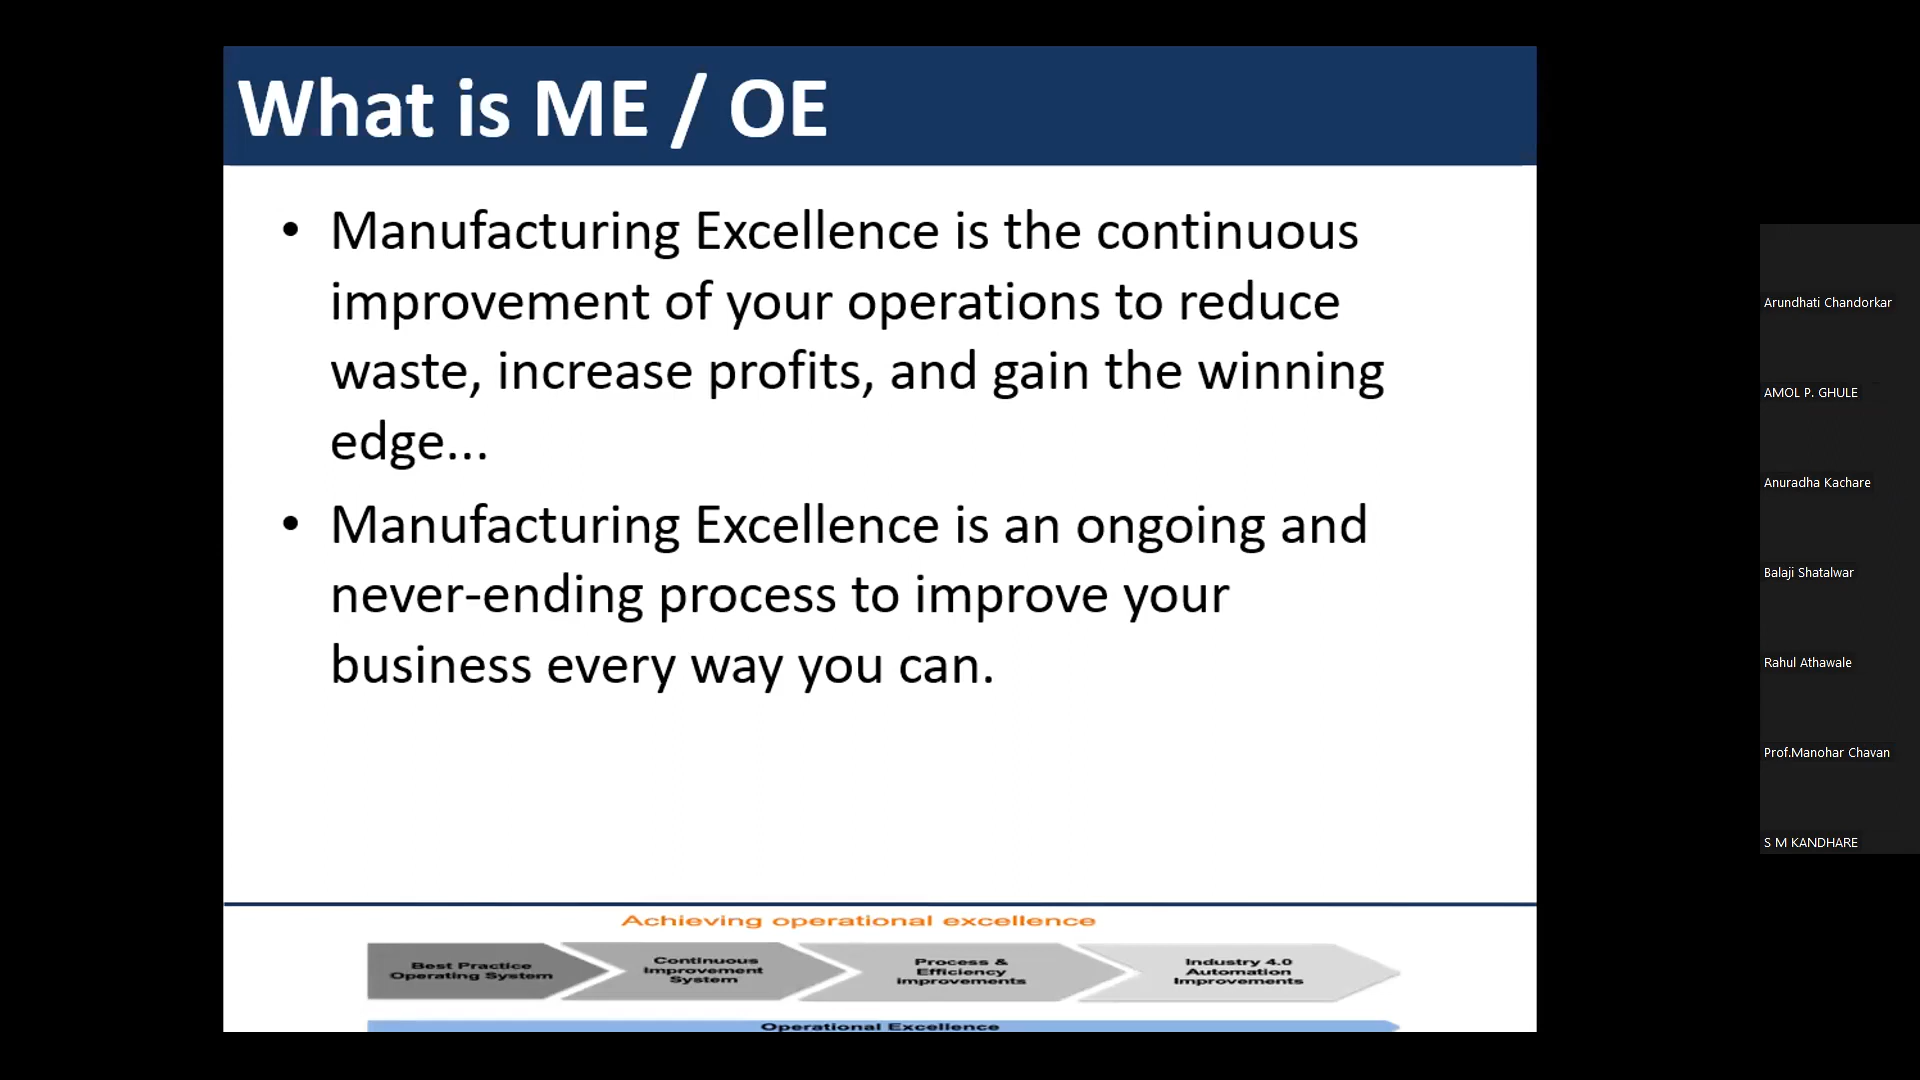 What is ME / OE
• Manufacturing Excellence is the continuous
improvement of your operations to reduce
waste, increase profits, and gain the winning
edge...
• Manufacturing Excellence is an ongoing and
never-ending process to improve your
business every way you can.
Achieving operational excellence
Best Practice
Operating System
Continuous
Improvement
System
Process &
Efficiency
Improvements
Industry 4.0
Automation
Improvements
Operational Excellence
Arundhati Chandorkar
AMOL P. GHULE
Anuradha Kachare
Balaji Shatalwar
Rahul Athawale
Prof.Manohar Chavan
S M KANDHARE